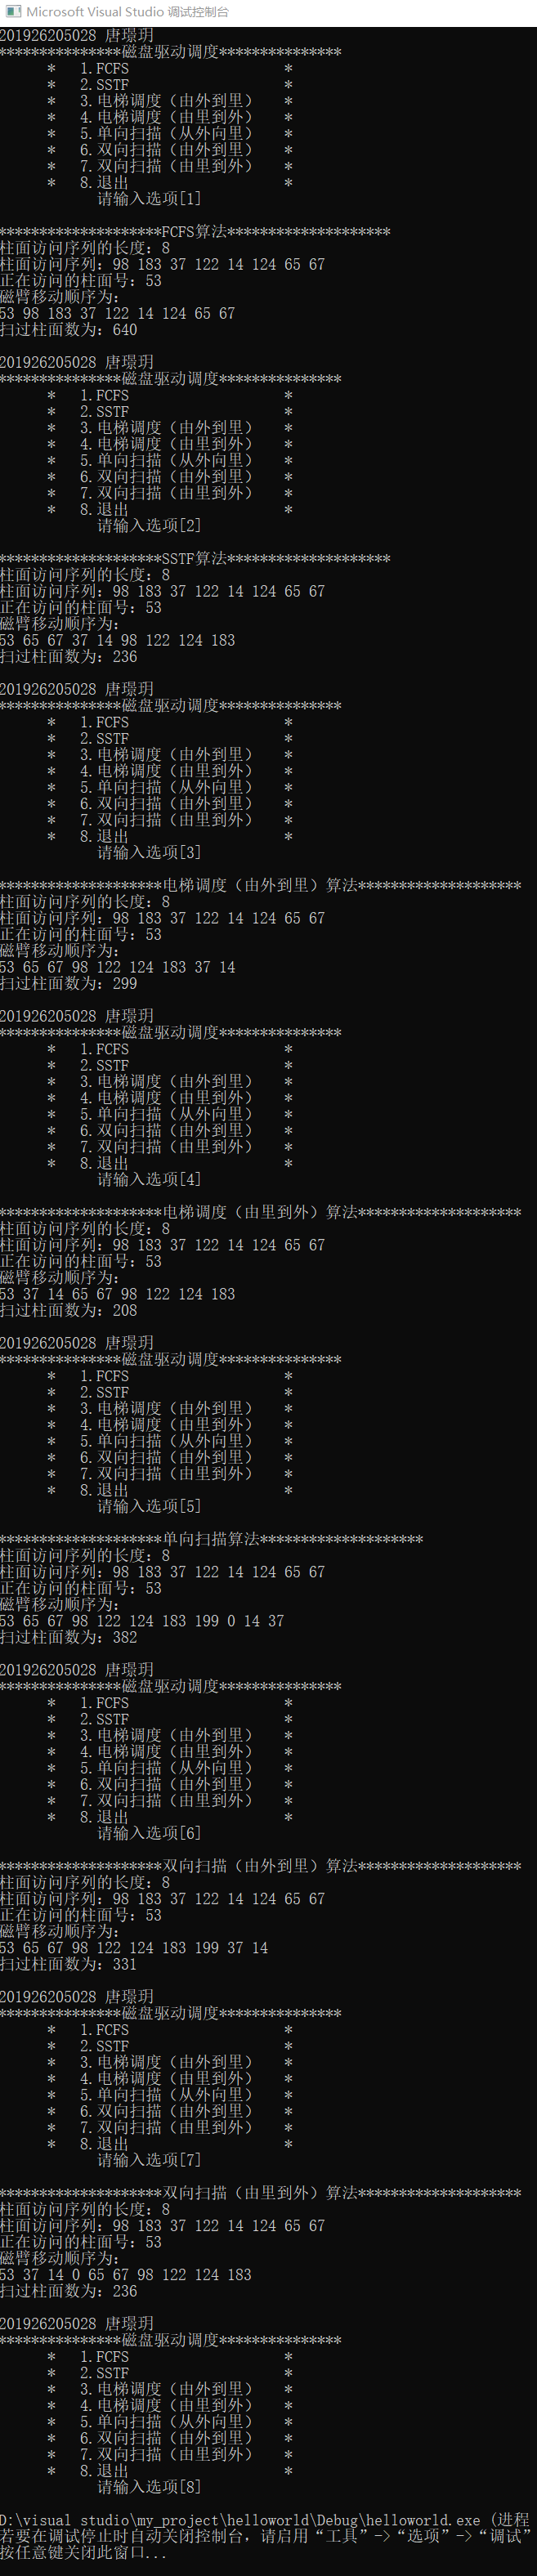 Microsoft Visual Studio 调试控制台
201926205028 唐璟玥
***************磁盘驱动调度***************
* 1.FCFS *
* 2.SSTF *
* 3.电梯调度（由外到里） *
* 4.电梯调度（由里到外） *
* 5.单向扫描（从外向里） *
* 6.双向扫描（由外到里） *
* 7.双向扫描（由里到外） *
* 8.退出 *
请输入选项[1]
********************FCFS算法********************
柱面访问序列的长度：8
柱面访问序列：98 183 37 122 14 124 65 67
正在访问的柱面号：53
磁臂移动顺序为：
53 98 183 37 122 14 124 65 67
扫过柱面数为：640
201926205028 唐璟玥
***************磁盘驱动调度***************
* 1.FCFS *
* 2.SSTF *
* 3.电梯调度（由外到里） *
* 4.电梯调度（由里到外） *
* 5.单向扫描（从外向里） *
* 6.双向扫描（由外到里） *
* 7.双向扫描（由里到外） *
* 8.退出 *
请输入选项[2]
********************SSTF算法********************
柱面访问序列的长度：8
柱面访问序列：98 183 37 122 14 124 65 67
正在访问的柱面号：53
磁臂移动顺序为：
53 65 67 37 14 98 122 124 183
扫过柱面数为：236
201926205028 唐璟玥
***************磁盘驱动调度***************
* 1.FCFS *
* 2.SSTF *
* 3.电梯调度（由外到里） *
* 4.电梯调度（由里到外） *
* 5.单向扫描（从外向里） *
* 6.双向扫描（由外到里） *
* 7.双向扫描（由里到外） *
* 8.退出 *
请输入选项[3]
********************电梯调度（由外到里）算法********************
柱面访问序列的长度：8
柱面访问序列：98 183 37 122 14 124 65 67
正在访问的柱面号：53
磁臂移动顺序为：
53 65 67 98 122 124 183 37 14
扫过柱面数为：299
201926205028 唐璟玥
***************磁盘驱动调度***************
* 1.FCFS *
* 2.SSTF *
* 3.电梯调度（由外到里） *
* 4.电梯调度（由里到外） *
* 5.单向扫描（从外向里） *
* 6.双向扫描（由外到里） *
* 7.双向扫描（由里到外） *
* 8.退出 *
请输入选项[4]
********************电梯调度（由里到外）算法********************
柱面访问序列的长度：8
柱面访问序列：98 183 37 122 14 124 65 67
正在访问的柱面号：53
磁臂移动顺序为：
53 37 14 65 67 98 122 124 183
扫过柱面数为：208
201926205028 唐璟玥
***************磁盘驱动调度***************
* 1.FCFS *
* 2.SSTF *
* 3.电梯调度（由外到里） *
* 4.电梯调度（由里到外） *
* 5.单向扫描（从外向里） *
* 6.双向扫描（由外到里） *
* 7.双向扫描（由里到外） *
* 8.退出 *
请输入选项[5]
********************单向扫描算法********************
柱面访问序列的长度：8
柱面访问序列：98 183 37 122 14 124 65 67
正在访问的柱面号：53
磁臂移动顺序为：
53 65 67 98 122 124 183 199 0 14 37
扫过柱面数为：382
201926205028 唐璟玥
***************磁盘驱动调度***************
* 1.FCFS *
* 2.SSTF *
* 3.电梯调度（由外到里） *
* 4.电梯调度（由里到外） *
* 5.单向扫描（从外向里） *
* 6.双向扫描（由外到里） *
* 7.双向扫描（由里到外） *
* 8.退出 *
请输入选项[6]
********************双向扫描（由外到里）算法********************
柱面访问序列的长度：8
柱面访问序列：98 183 37 122 14 124 65 67
正在访问的柱面号：53
磁臂移动顺序为：
53 65 67 98 122 124 183 199 37 14
扫过柱面数为：331
201926205028 唐璟玥
***************磁盘驱动调度***************
* 1.FCFS *
* 2.SSTF *
* 3.电梯调度（由外到里） *
* 4.电梯调度（由里到外） *
* 5.单向扫描（从外向里） *
* 6.双向扫描（由外到里） *
* 7.双向扫描（由里到外） *
* 8.退出 *
请输入选项[7]
********************双向扫描（由里到外）算法********************
柱面访问序列的长度：8
柱面访问序列：98 183 37 122 14 124 65 67
正在访问的柱面号：53
磁臂移动顺序为：
53 37 14 0 65 67 98 122 124 183
扫过柱面数为：236
201926205028 唐璟玥
***************磁盘驱动调度***************
* 1.FCFS *
* 2.SSTF *
* 3.电梯调度（由外到里） *
* 4.电梯调度（由里到外） *
* 5.单向扫描（从外向里） *
* 6.双向扫描（由外到里） *
* 7.双向扫描（由里到外） *
* 8.退出 *
请输入选项[8]
D:\visual studio\my_project\helloworld\Debug\helloworld.exe (进程
若要在调试停止时自动关闭控制台，请启用“工具”->“选项”->“调试”
按任意键关闭此窗口...